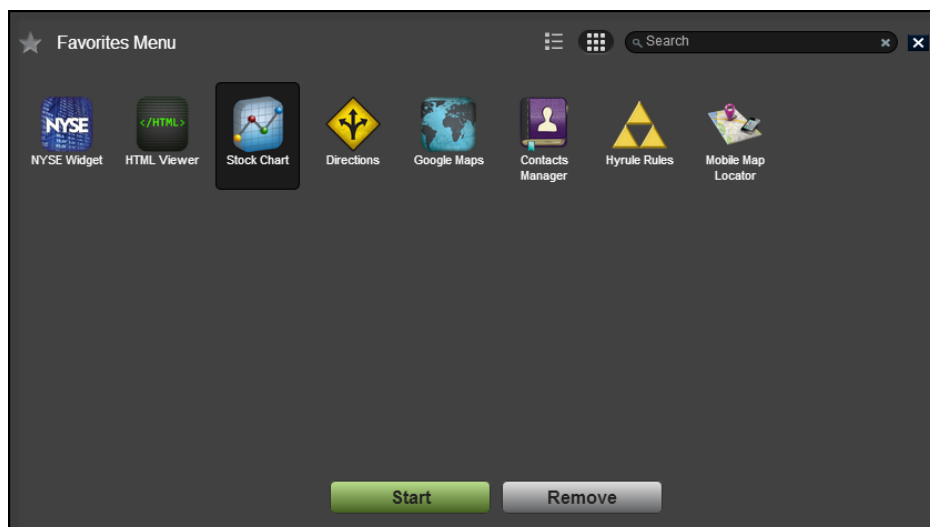 Favorites Menu
Search
NYSE
</HTML>
NYSE Widget
HTML Viewer
Stock Chart
Directions
Google Maps
Contacts
Manager
Hyrule Rules
Mobile Map
Locator
Start
Remove